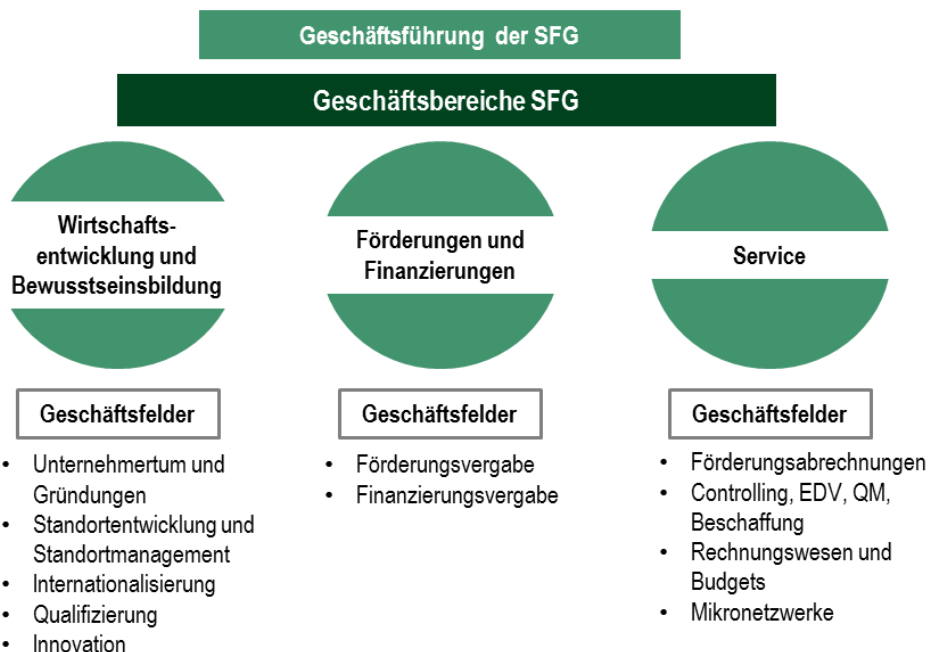 Geschäftsführung der SFG
Geschäftsbereiche SFG
Wirtschafts-
entwicklung und
Bewusstseinsbildung
Geschäftsfelder
• Unternehmertum und
Gründungen
• Standortentwicklung und
Standortmanagement
• Internationalisierung
• Qualifizierung
• Innovation
Förderungen und
Finanzierungen
Geschäftsfelder
• Förderungsvergabe
• Finanzierungsvergabe
Service
Geschäftsfelder
• Förderungsabrechnungen
• Controlling, EDV, QM,
Beschaffung
• Rechnungswesen und
Budgets
• Mikronetzwerke